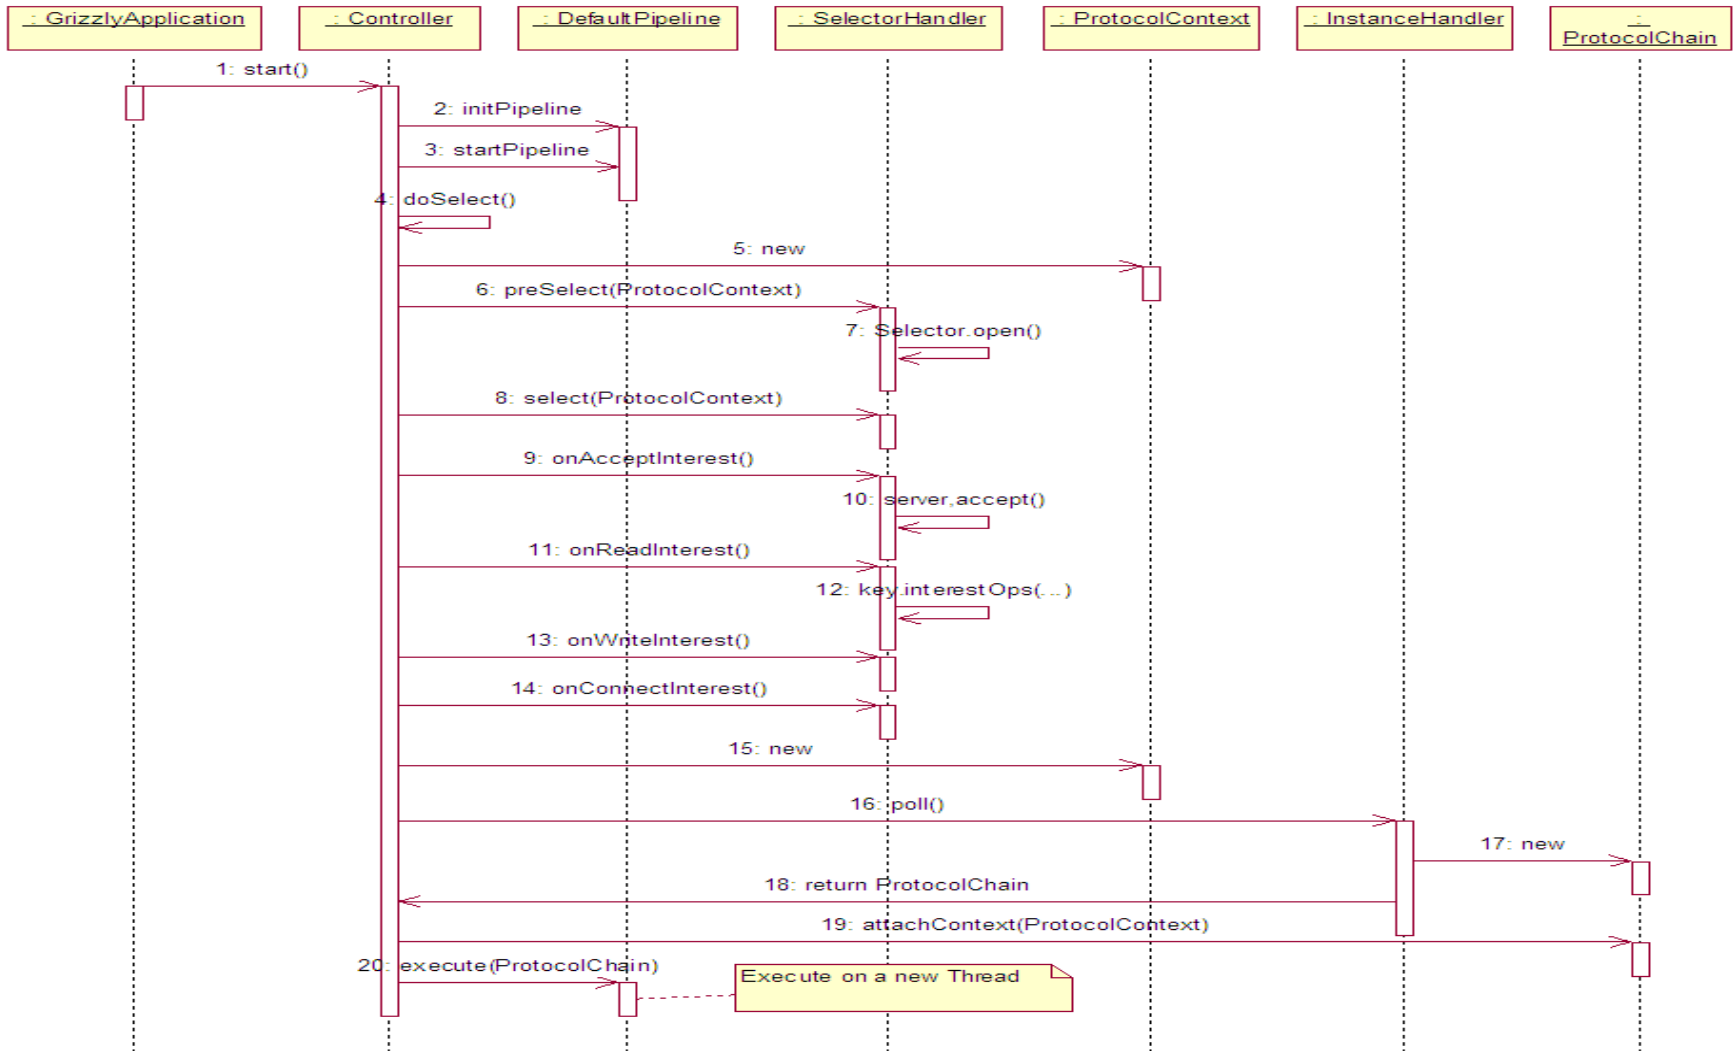 : GrizzlyApplication
: Controller
: DefaultPipeline
: SelectorHandler
: ProtocolContext
: InstanceHandler
:
ProtocolChain
1: start()
2: initPipeline
3: startPipeline
4: doSelect()
5: new
6: preSelect(ProtocolContext)
7: Selector.open()
8: select(ProtocolContext)
9: onAcceptInterest()
10: server,accept()
11: onReadInterest()
12: key.interestOps(...)
13: onWriteInterest()
14: onConnectInterest()
15: new
16: poll()
17: new
18: return ProtocolChain
19: attachContext(ProtocolContext)
20: execute(ProtocolChain)
Execute on a new Thread